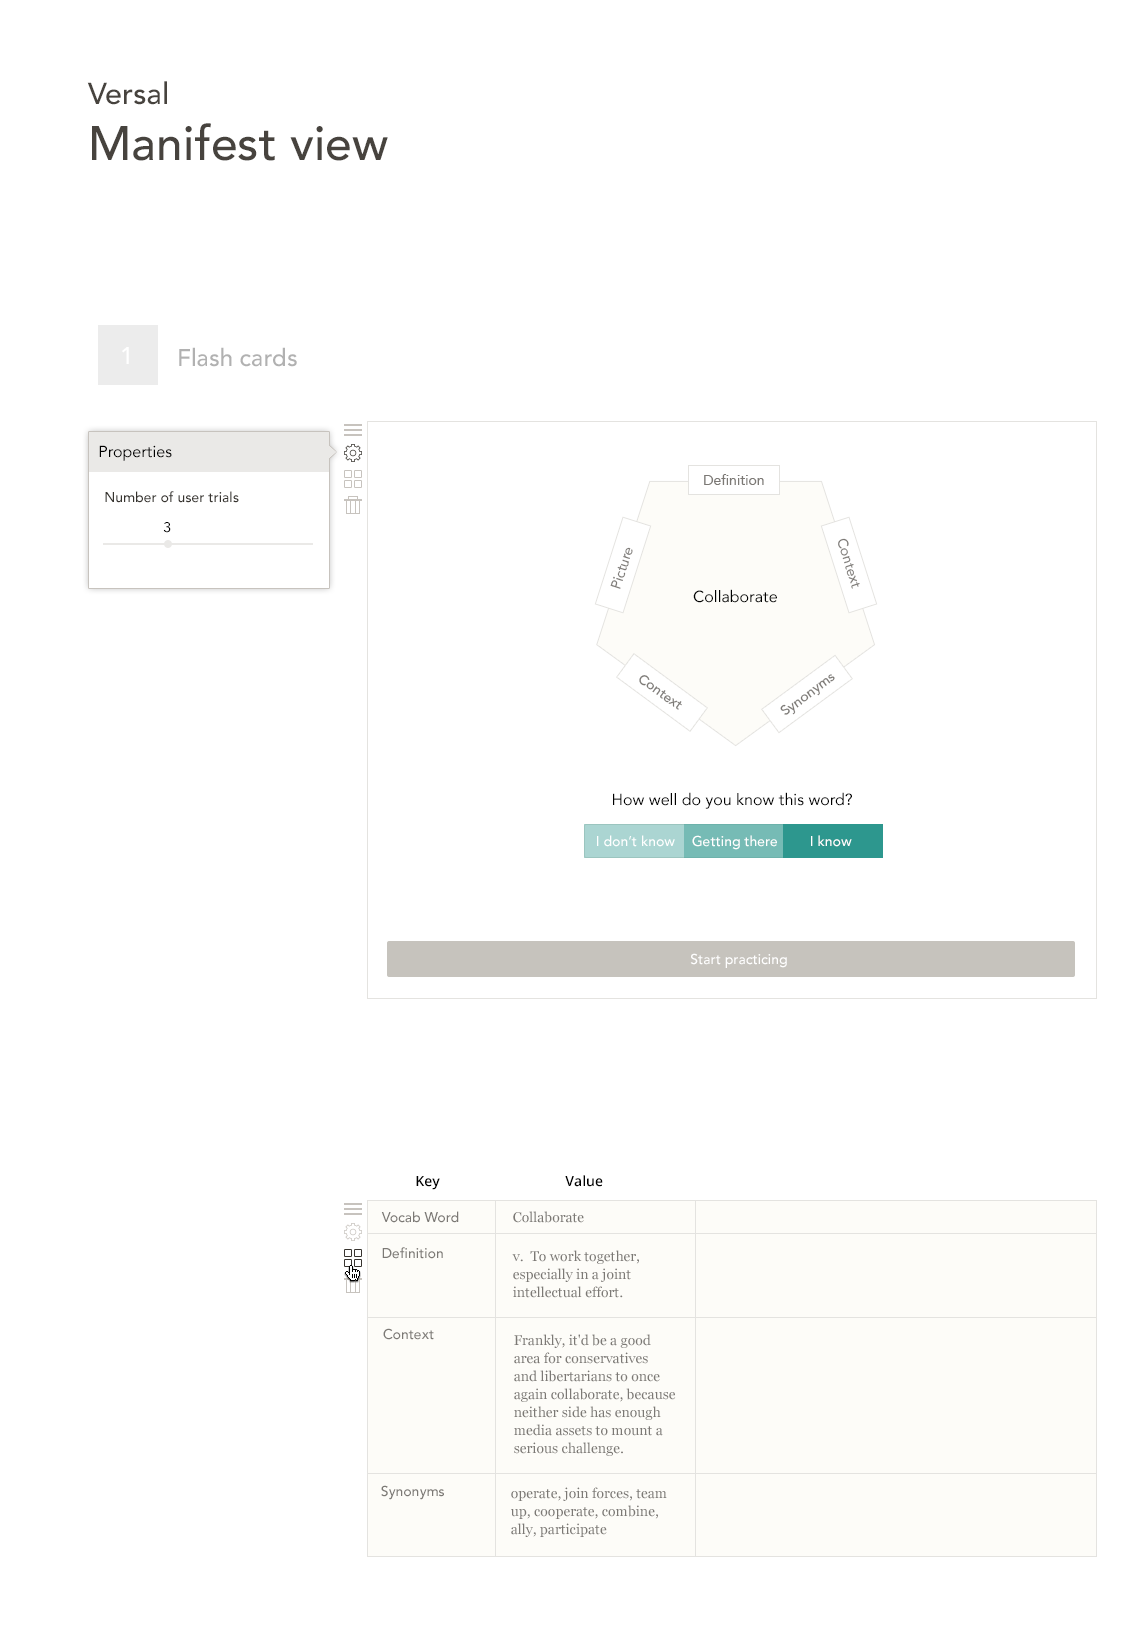 Versal
Manifest view
1
Flash cards
Properties
Number of user trials
3
Definition
Picture
Context
Collaborate
Context
Synonyms
How well do you know this word?
I don't know
Getting there
I know
Start practicing
Key
Value
Vocab Word
Collaborate
Definition
v. To work together,
especially in a joint
intellectual effort.
Context
Frankly, it'd be a good
area for conservatives
and libertarians to once
again collaborate, because
neither side has enough
media assets to mount a
serious challenge.
Synonyms
operate, join forces, team
up, cooperate, combine,
ally, participate